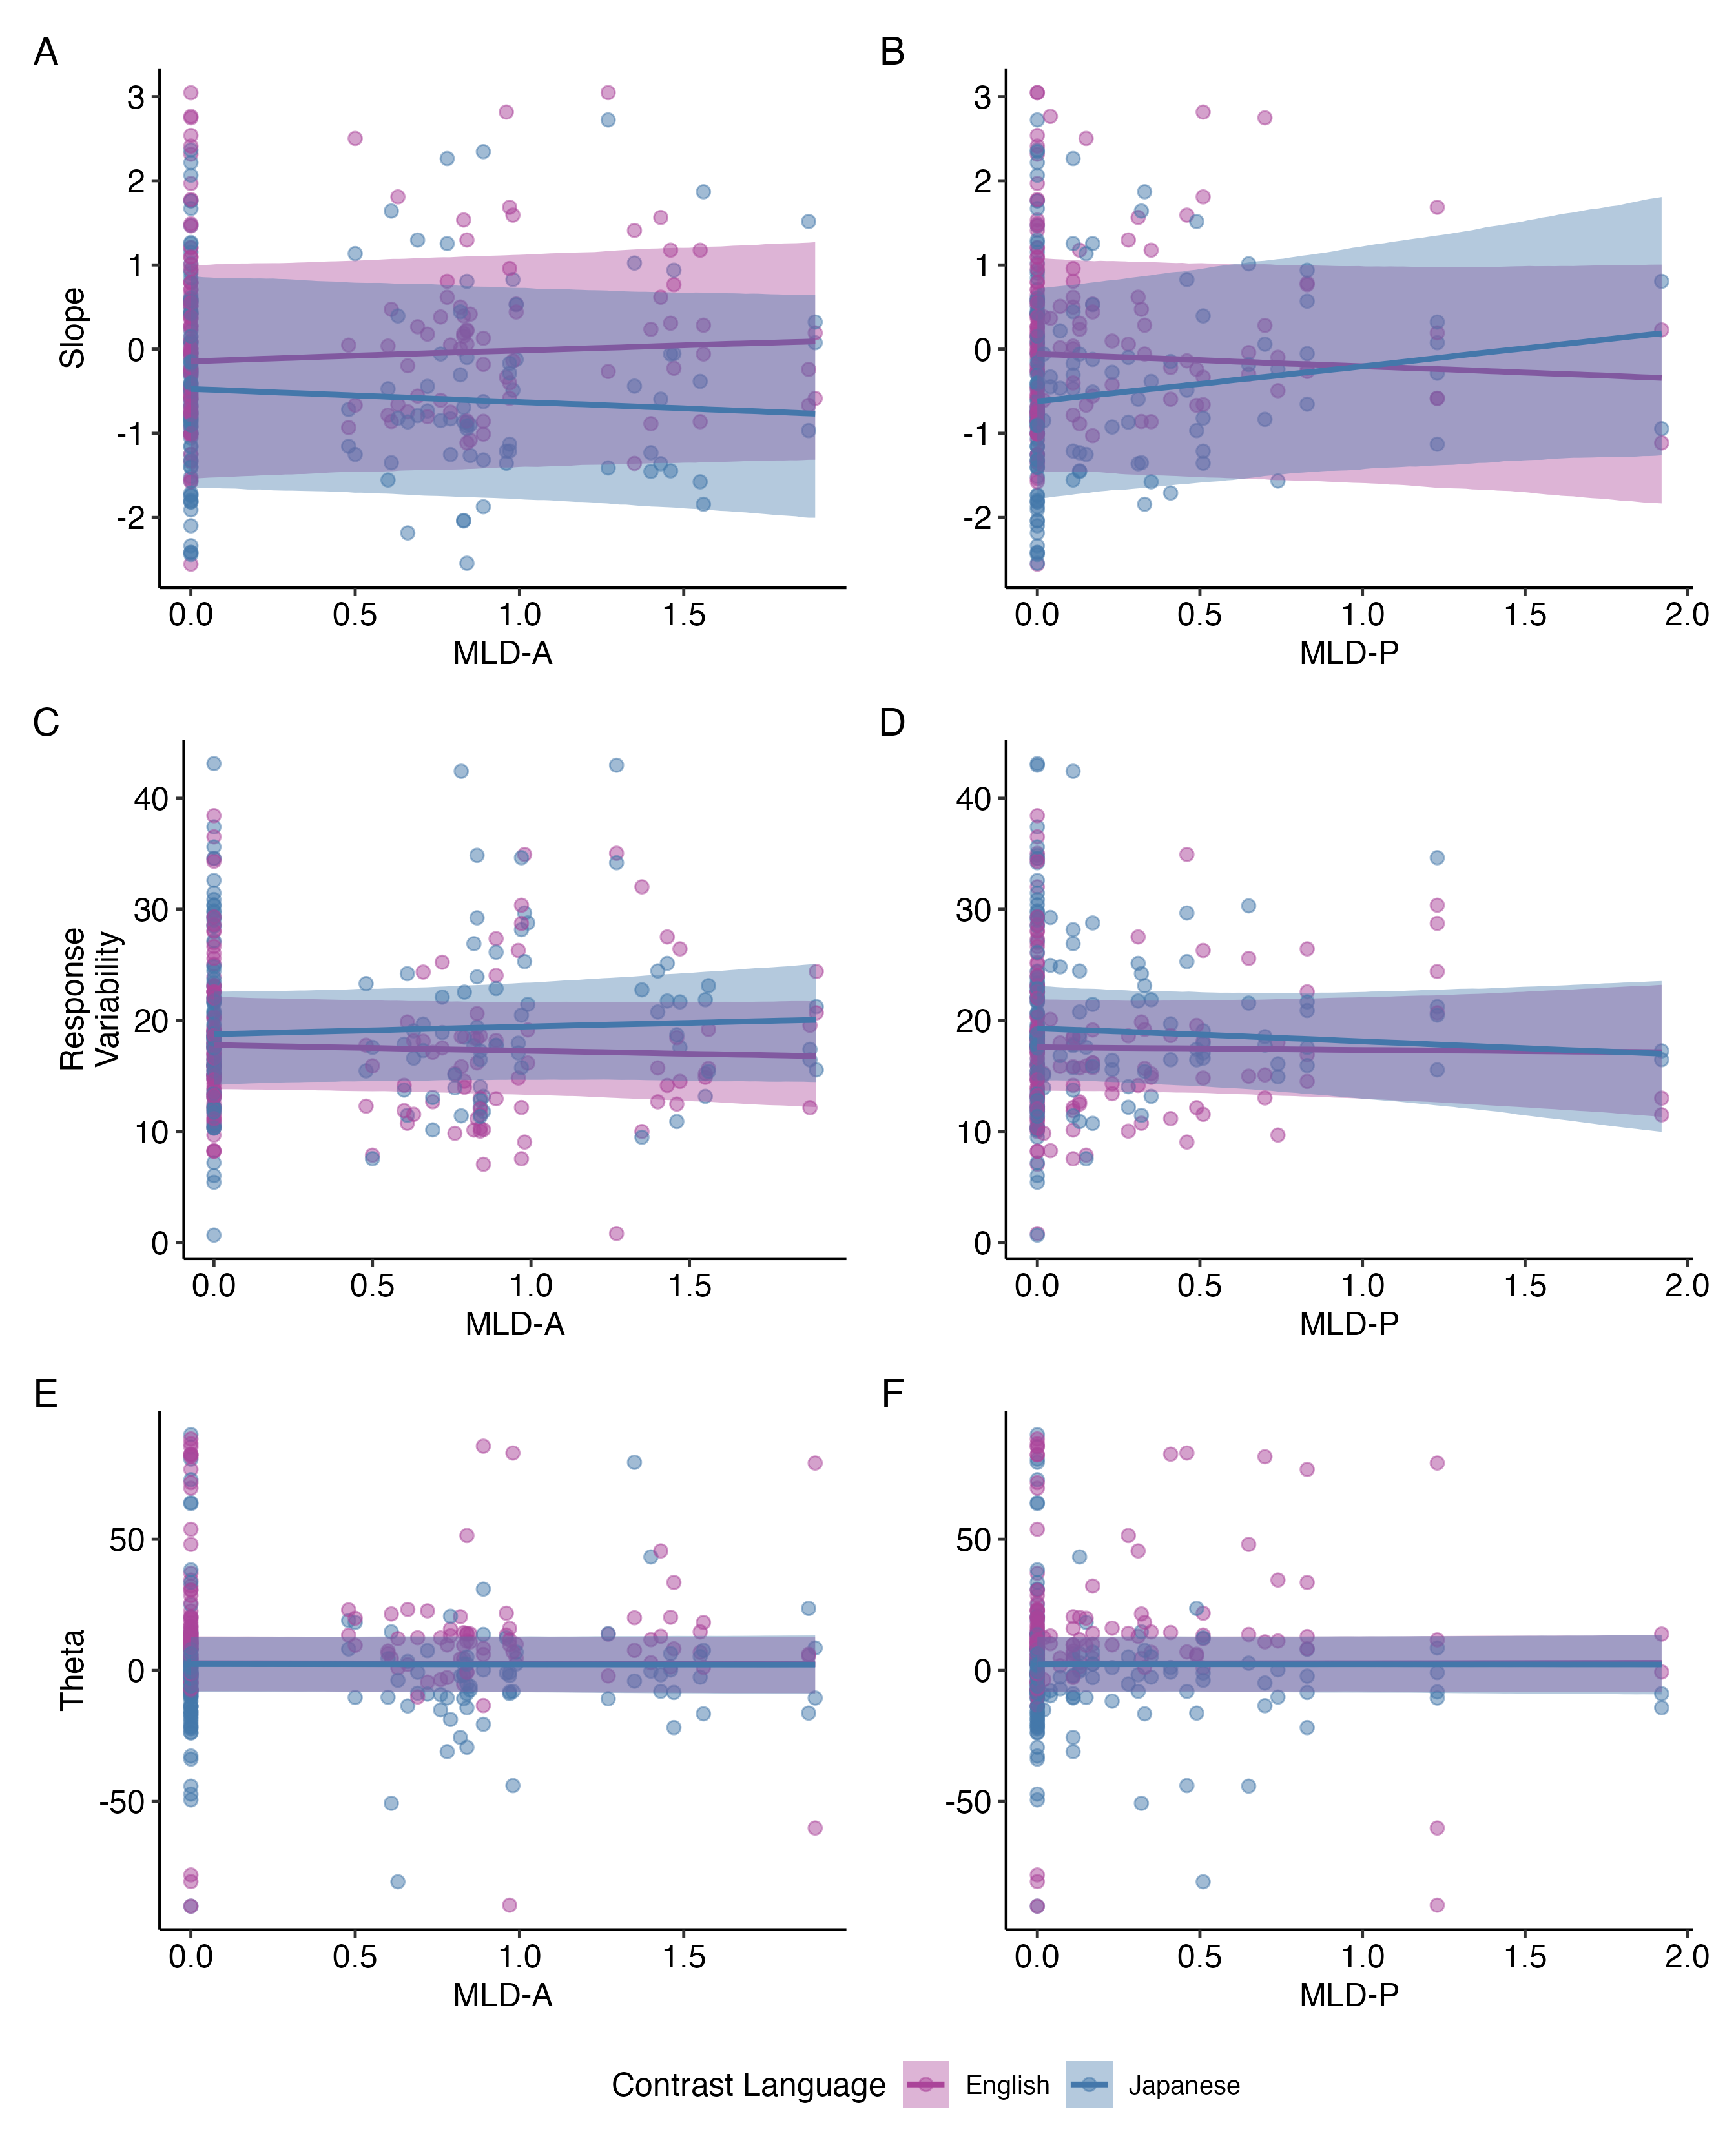 A
B
3
2
1
0
-1
-2
Slope
0.0 0.5 1.0 1.5
MLD-A
3
2
1
0
-1
-2
0.0 0.5 1.0 1.5 2.0
MLD-P
C
D
40
30
20
10
0
Response
Variability
0.0 0.5 1.0 1.5
MLD-A
40
30
20
10
0
0.0 0.5 1.0 1.5 2.0
MLD-P
E
F
50
0
-50
Theta
0.0 0.5 1.0 1.5
MLD-A
50
0
-50
0.0 0.5 1.0 1.5 2.0
MLD-P
Contrast Language English Japanese